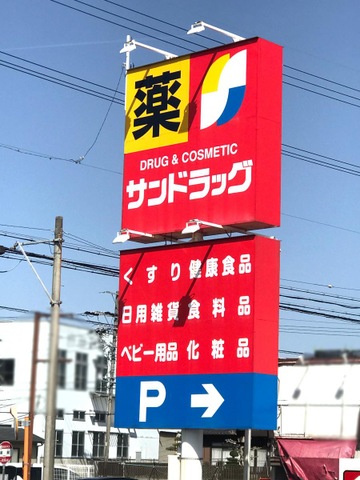 薬
DRUG & COSMETIC
サンドラッグ
くすり 健康食品
日用雑貨 食料品
ベビー用品 化粧品
P →